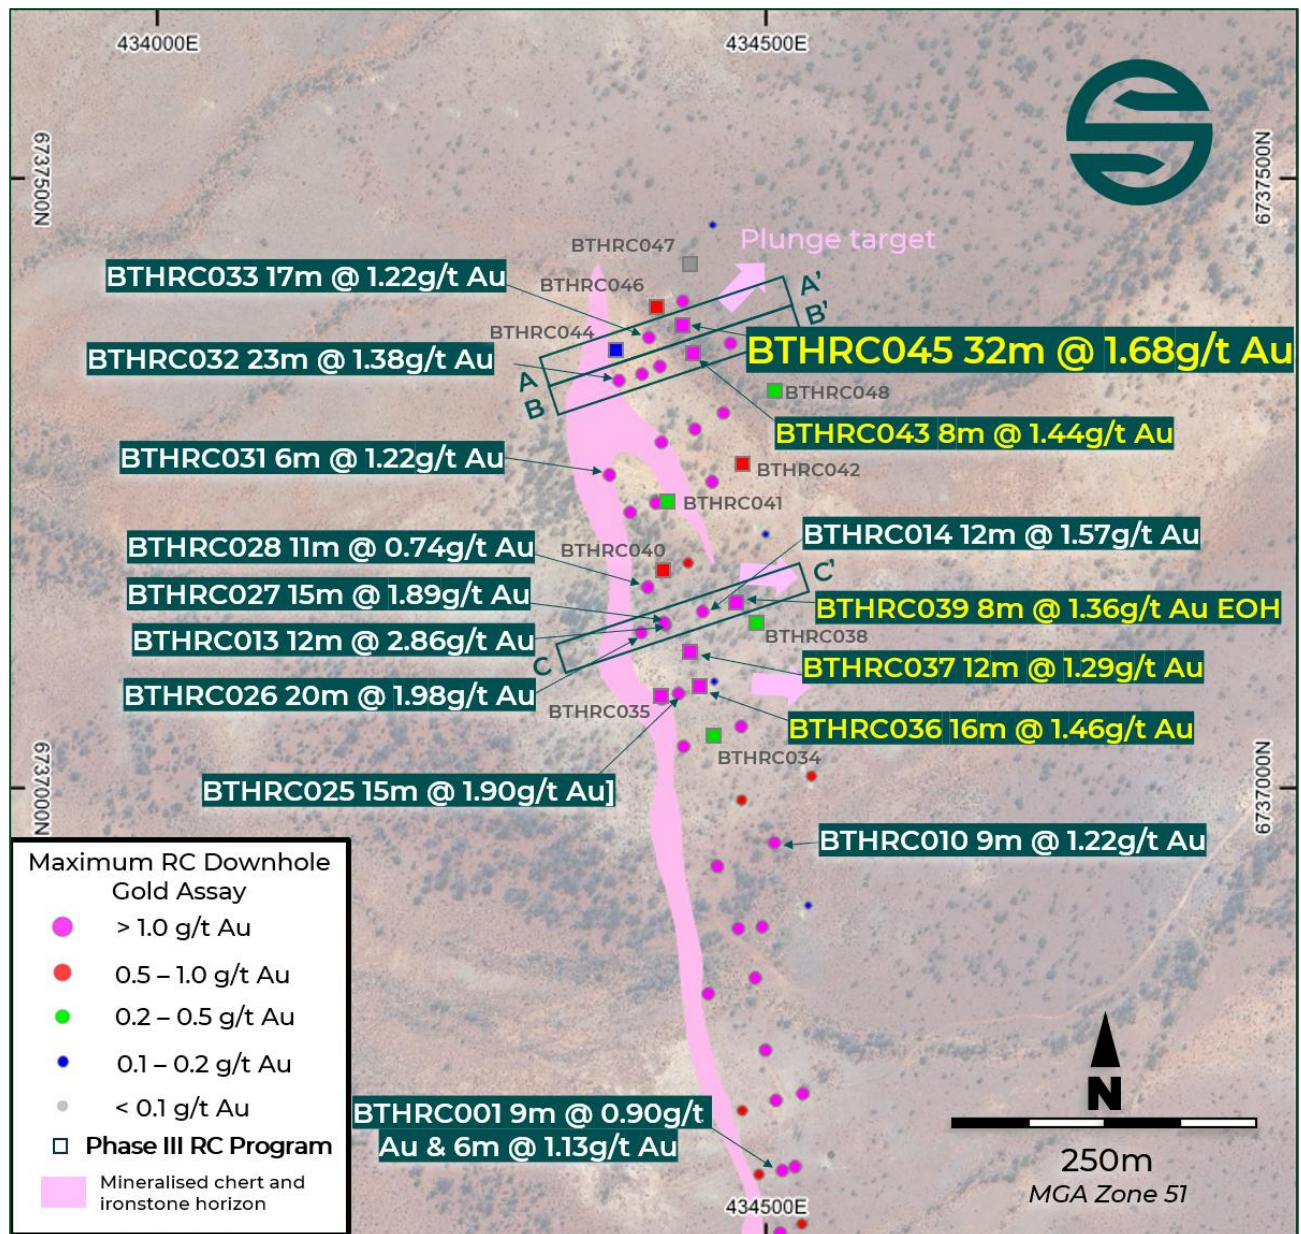 434000E
434500E
6737500N
6737500N
Plunge target
BTHRC047
BTHRC033 17m @ 1.22g/t Au
BTHRC046
A'
B'
BTHRC044
BTHRC045 32m @ 1.68g/t Au
BTHRC032 23m @ 1.38g/t Au
A
B
BTHRC048
BTHRC043 8m @ 1.44g/t Au
BTHRC031 6m @ 1.22g/t Au
BTHRC042
BTHRC041
BTHRC014 12m @ 1.57g/t Au
BTHRC028 11m @ 0.74g/t Au
BTHRC040
C'
BTHRC027 15m @ 1.89g/t Au
BTHRC039 8m @ 1.36g/t Au EOH
BTHRC013 12m @ 2.86g/t Au
BTHRC038
C
BTHRC037 12m @ 1.29g/t Au
BTHRC026 20m @ 1.98g/t Au
BTHRC035
BTHRC036 16m @ 1.46g/t Au
BTHRC034
BTHRC025 15m @ 1.90g/t Au]
6737000N
6737000N
BTHRC010 9m @ 1.22g/t Au
Maximum RC Downhole
Gold Assay
> 1.0 g/t Au
0.5 – 1.0 g/t Au
0.2 – 0.5 g/t Au
0.1 – 0.2 g/t Au
< 0.1 g/t Au
Phase III RC Program
Mineralised chert and
ironstone horizon
BTHRC001 9m @ 0.90g/t
Au & 6m @ 1.13g/t Au
N
250m
MGA Zone 51
434500E